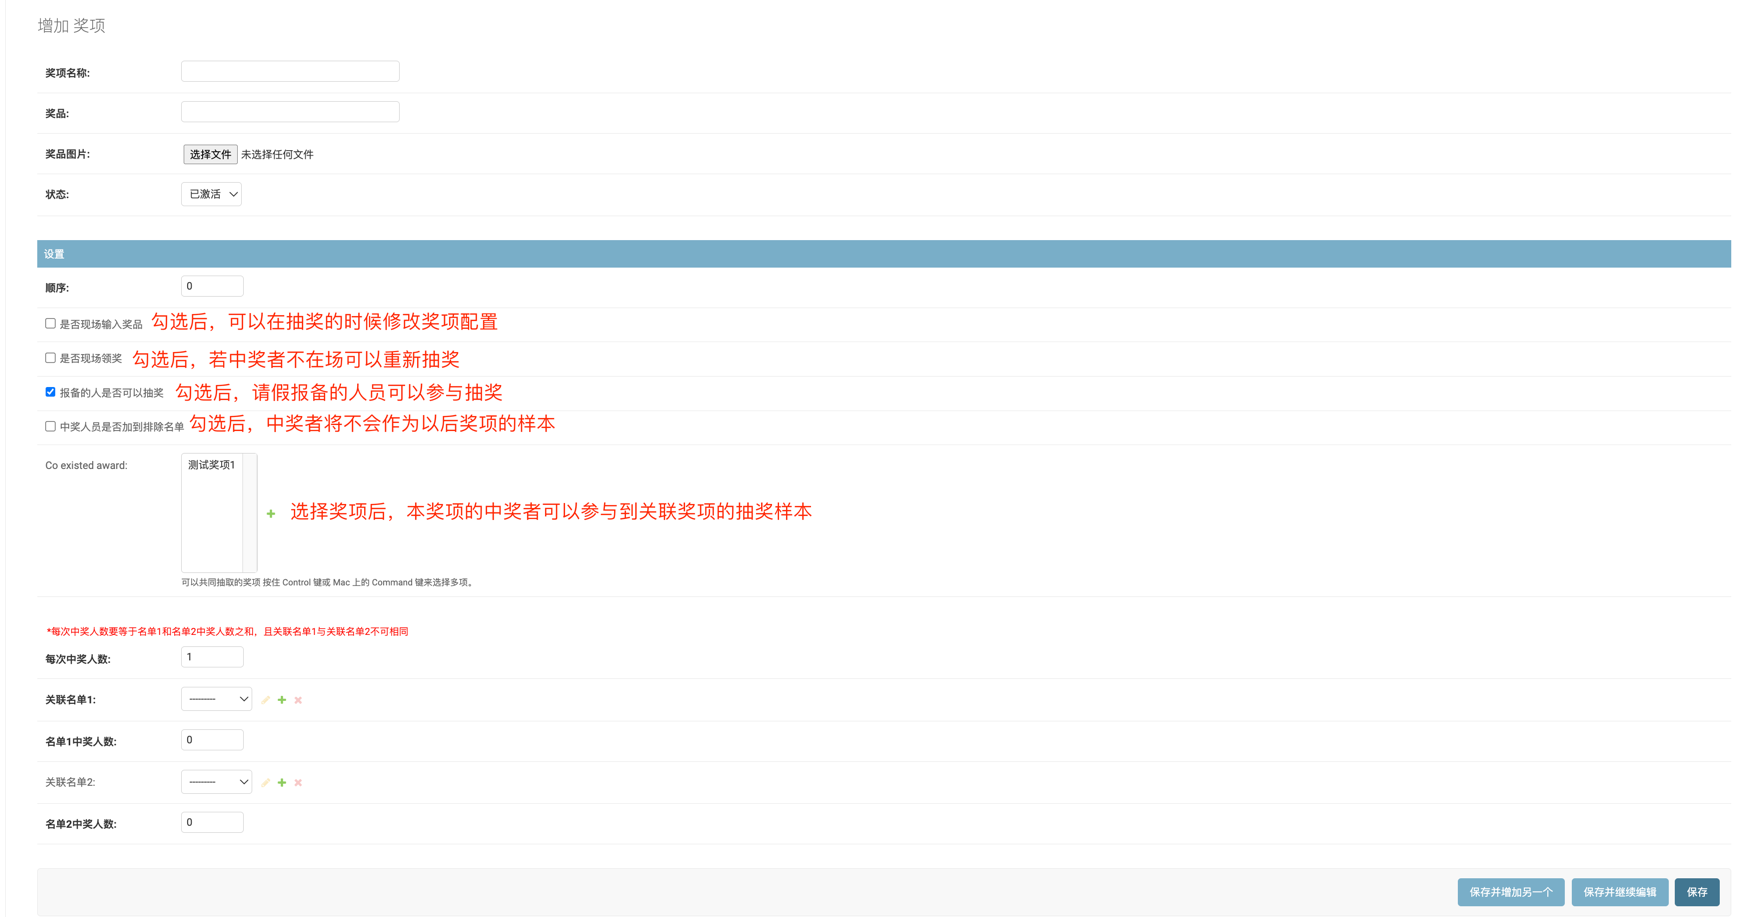 增加 奖项
奖项名称:
奖品:
奖品图片: 选择文件 未选择任何文件
状态: 已激活
设置
顺序: 0
是否现场输入奖品 勾选后，可以在抽奖的时候修改奖项配置
是否现场领奖 勾选后，若中奖者不在场可以重新抽奖
报备的人是否可以抽奖 勾选后，请假报备的人员可以参与抽奖
中奖人员是否加到排除名单 勾选后，中奖者将不会作为以后奖项的样本
Co existed award: 测试奖项1
选择奖项后，本奖项的中奖者可以参与到关联奖项的抽奖样本
可以共同抽取的奖项 按住 Control 键或 Mac 上的 Command 键来选择多项。
*每次中奖人数要等于名单1和名单2中奖人数之和，且关联名单1与关联名单2不可相同
每次中奖人数: 1
关联名单1: ---------
名单1中奖人数: 0
关联名单2: ---------
名单2中奖人数: 0
保存并增加另一个 保存并继续编辑 保存